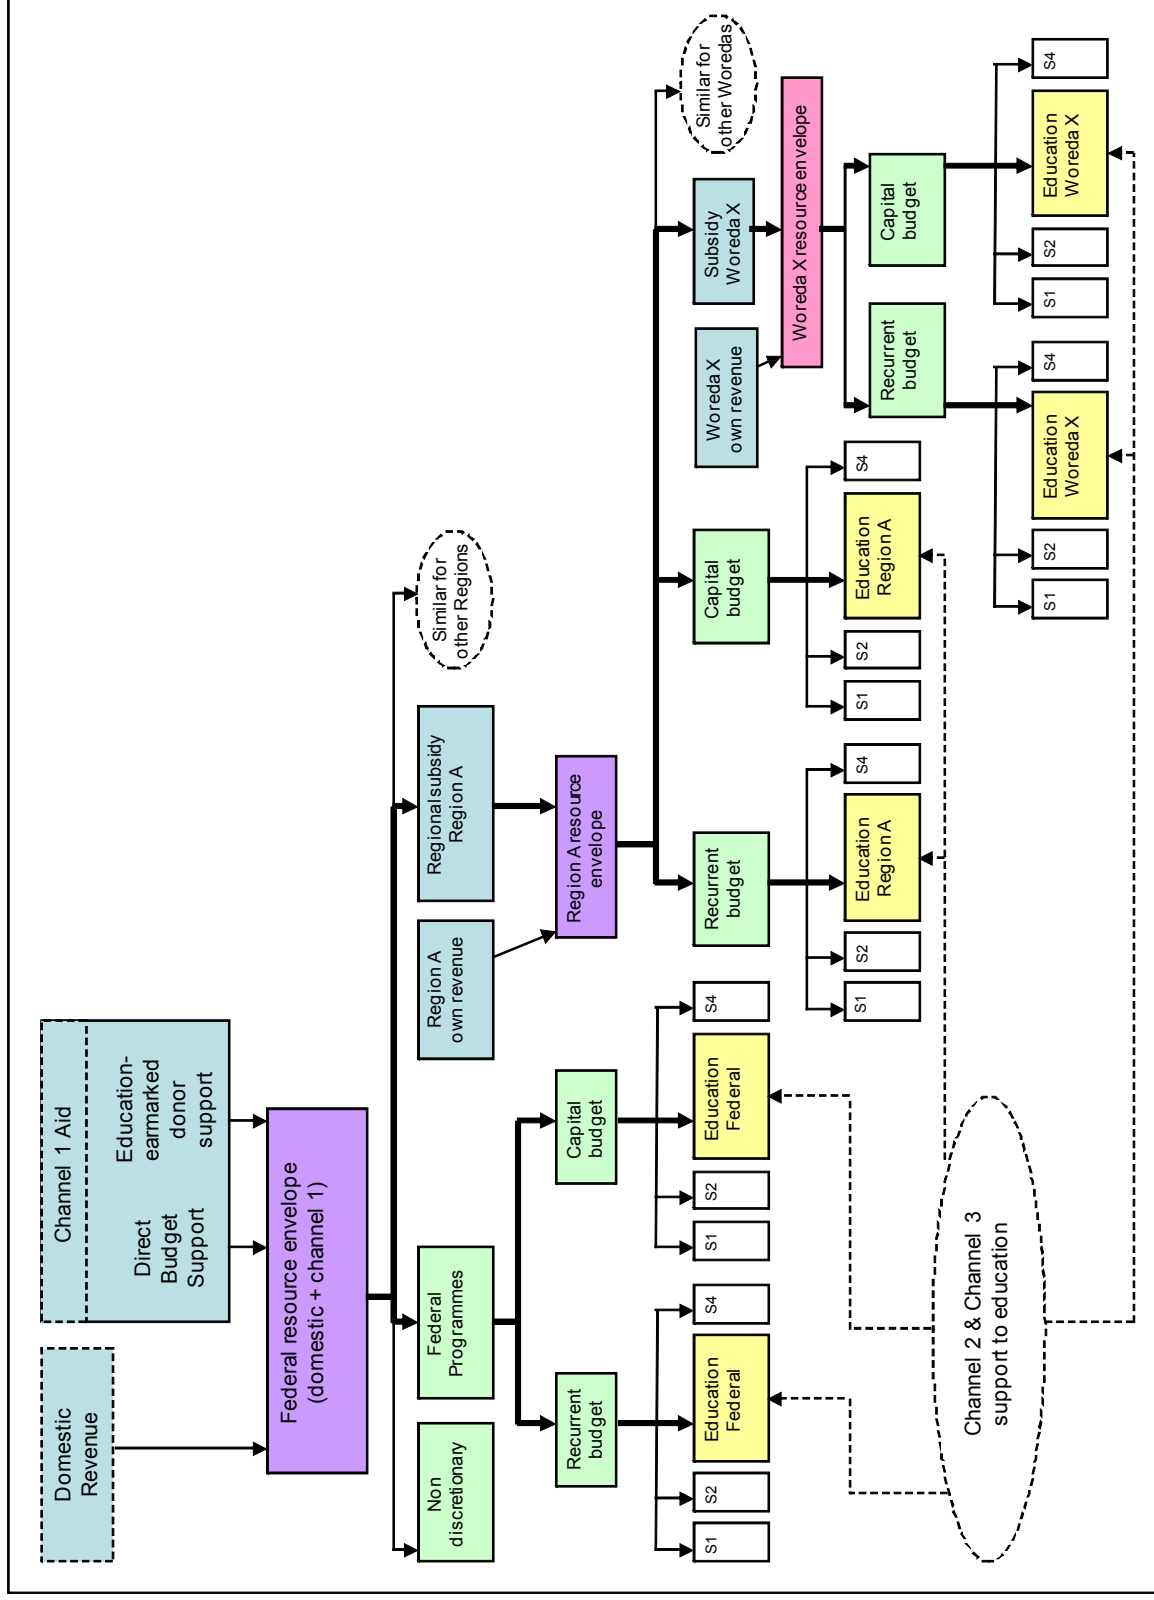 Domestic
Revenue
Channel 1 Aid
Direct
Budget
Support
Education-
earmarked
donor
support
Federal resource envelope
(domestic + channel 1)
Non
discretionary
Federal
Programmes
Region A
own revenue
Regional subsidy
Region A
Similar for
other Regions
Recurrent
budget
Capital
budget
Region A resource
envelope
S1
S2
Education
Federal
S4
S1
S2
Education
Federal
S4
Recurrent
budget
Capital
budget
Woreda X
own revenue
Subsidy
Woreda X
Similar for
other Woredas
Woreda X resource envelope
S1
S2
Education
Region A
S4
S1
S2
Education
Region A
S4
Recurrent
budget
Capital
budget
Channel 2 & Channel 3
support to education
S1
S2
Education
Woreda X
S4
S1
S2
Education
Woreda X
S4